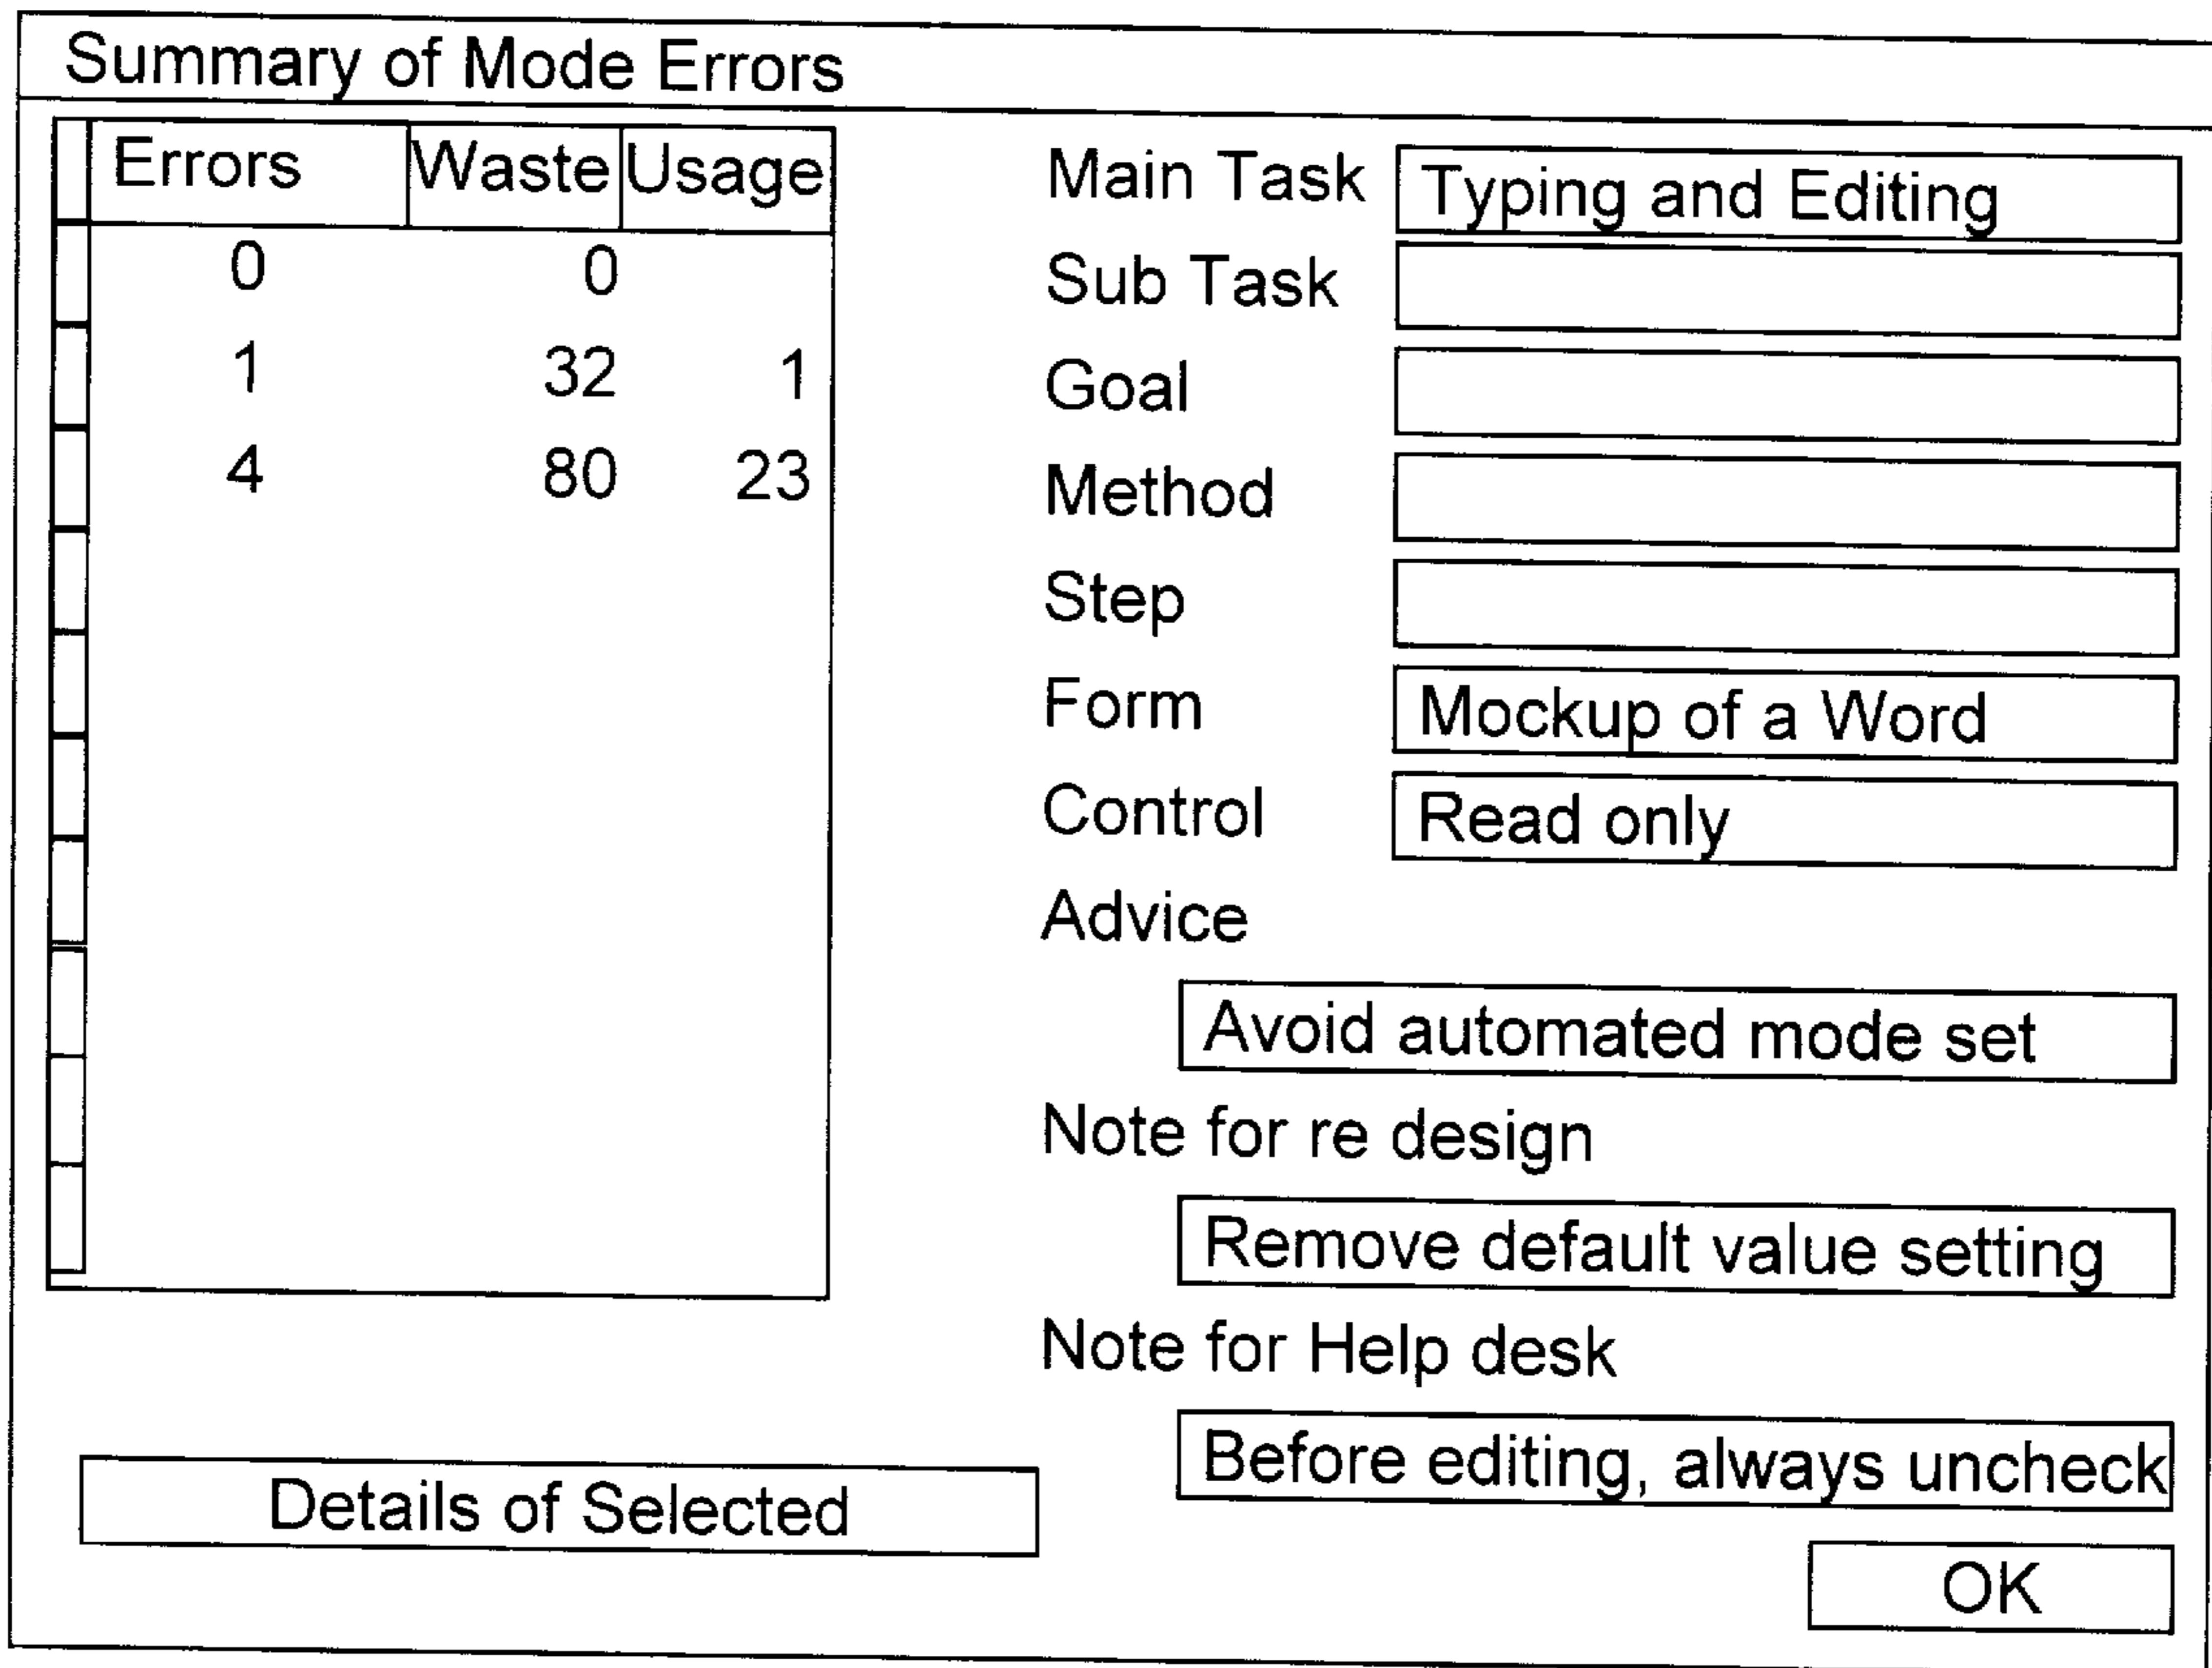 Summary of Mode Errors
Errors Waste Usage
0 0
1 32 1
4 80 23
Details of Selected
Main Task Typing and Editing
Sub Task
Goal
Method
Step
Form Mockup of a Word
Control Read only
Advice
Avoid automated mode set
Note for re design
Remove default value setting
Note for Help desk
Before editing, always uncheck
OK